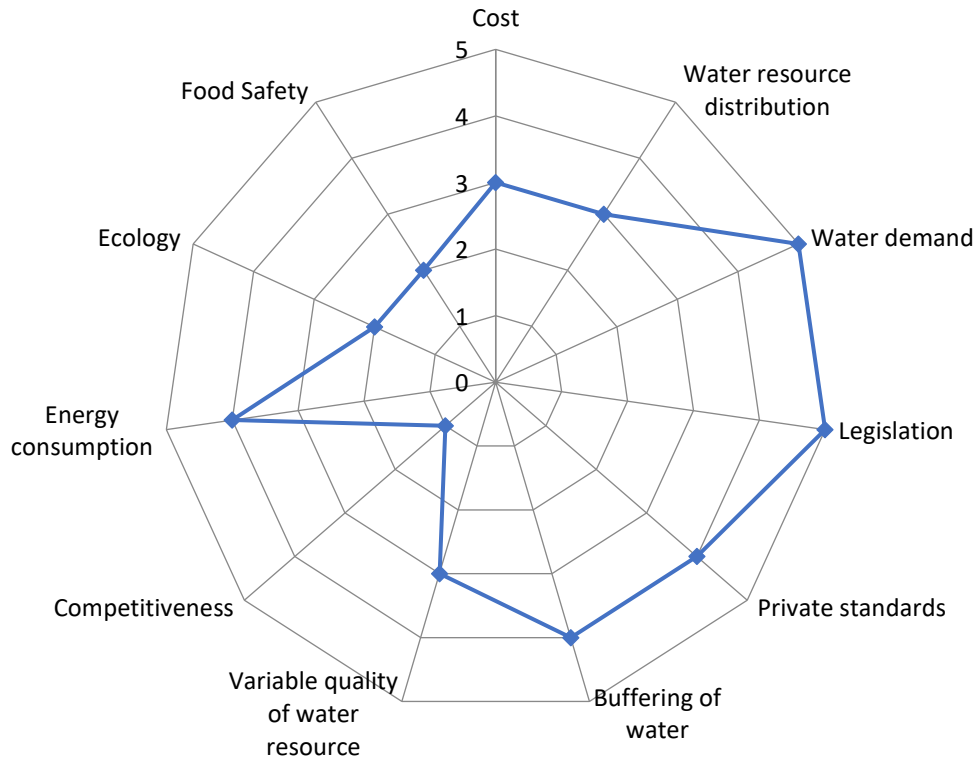 Cost
5
4
3
2
1
0
Water resource
distribution
Water demand
Legislation
Private standards
Buffering of
water
Variable quality
of water
resource
Competitiveness
Energy
consumption
Ecology
Food Safety